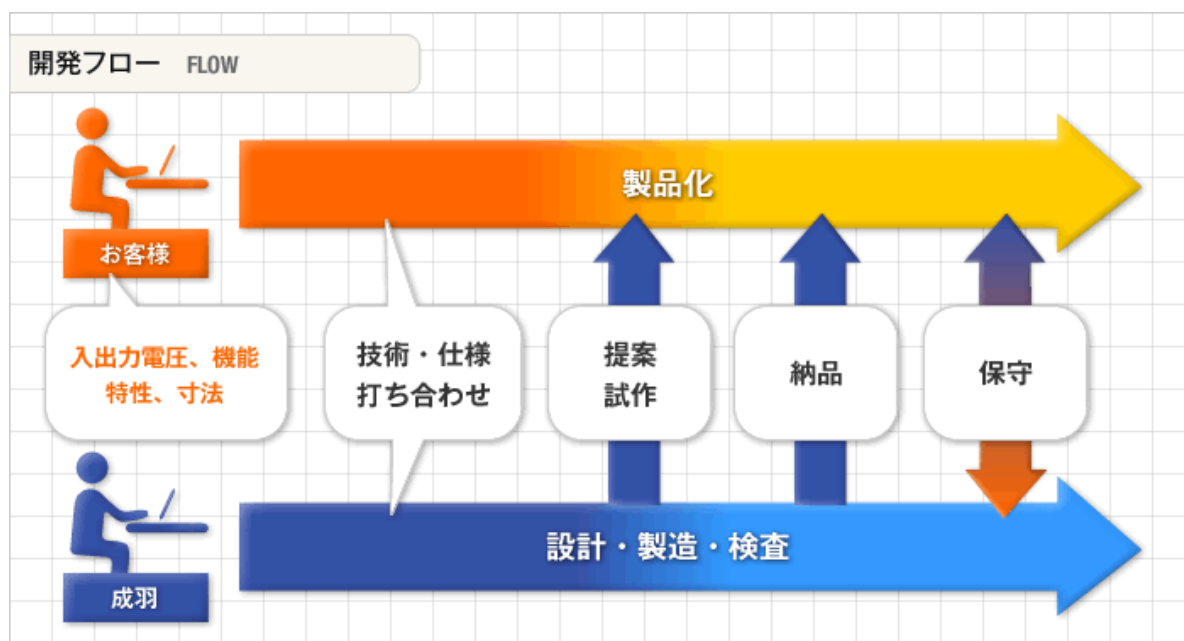 開発フロー FLOW
製品化
お客様
入出力電圧、機能
特性、寸法
技術・仕様
打ち合わせ
提案
試作
納品
保守
設計・製造・検査
成羽